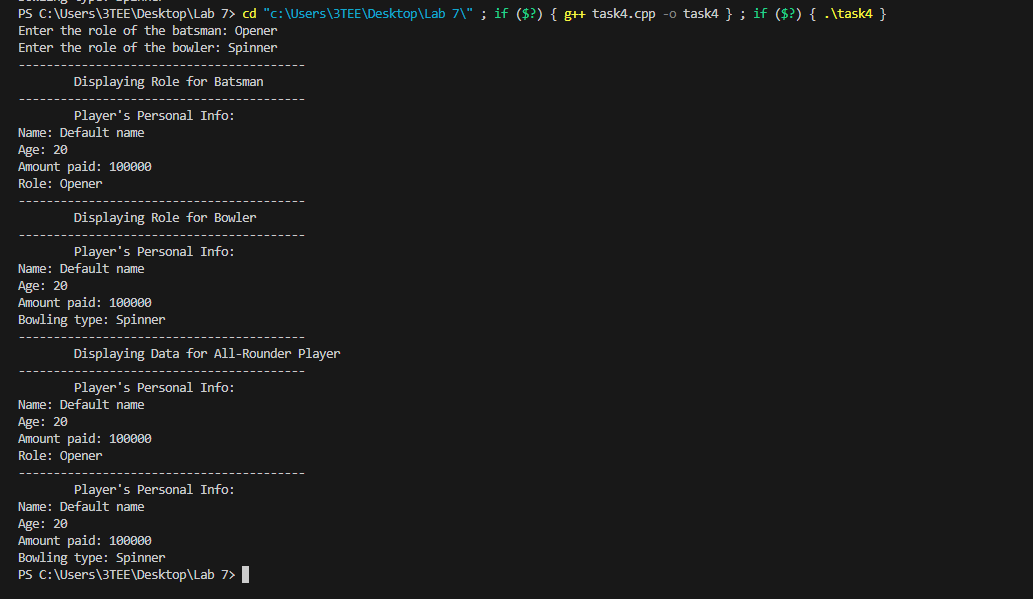 PS C:\Users\3TEE\Desktop\Lab 7> cd "c:\Users\3TEE\Desktop\Lab 7\" ; if ($?) { g++ task4.cpp -o task4 } ; if ($?) { .\task4 }
Enter the role of the batsman: Opener
Enter the role of the bowler: Spinner
-----------------------------------------
        Displaying Role for Batsman
-----------------------------------------
        Player's Personal Info:
Name: Default name
Age: 20
Amount paid: 100000
Role: Opener
-----------------------------------------
        Displaying Role for Bowler
-----------------------------------------
        Player's Personal Info:
Name: Default name
Age: 20
Amount paid: 100000
Bowling type: Spinner
-----------------------------------------
        Displaying Data for All-Rounder Player
-----------------------------------------
        Player's Personal Info:
Name: Default name
Age: 20
Amount paid: 100000
Role: Opener
-----------------------------------------
        Player's Personal Info:
Name: Default name
Age: 20
Amount paid: 100000
Bowling type: Spinner
PS C:\Users\3TEE\Desktop\Lab 7>